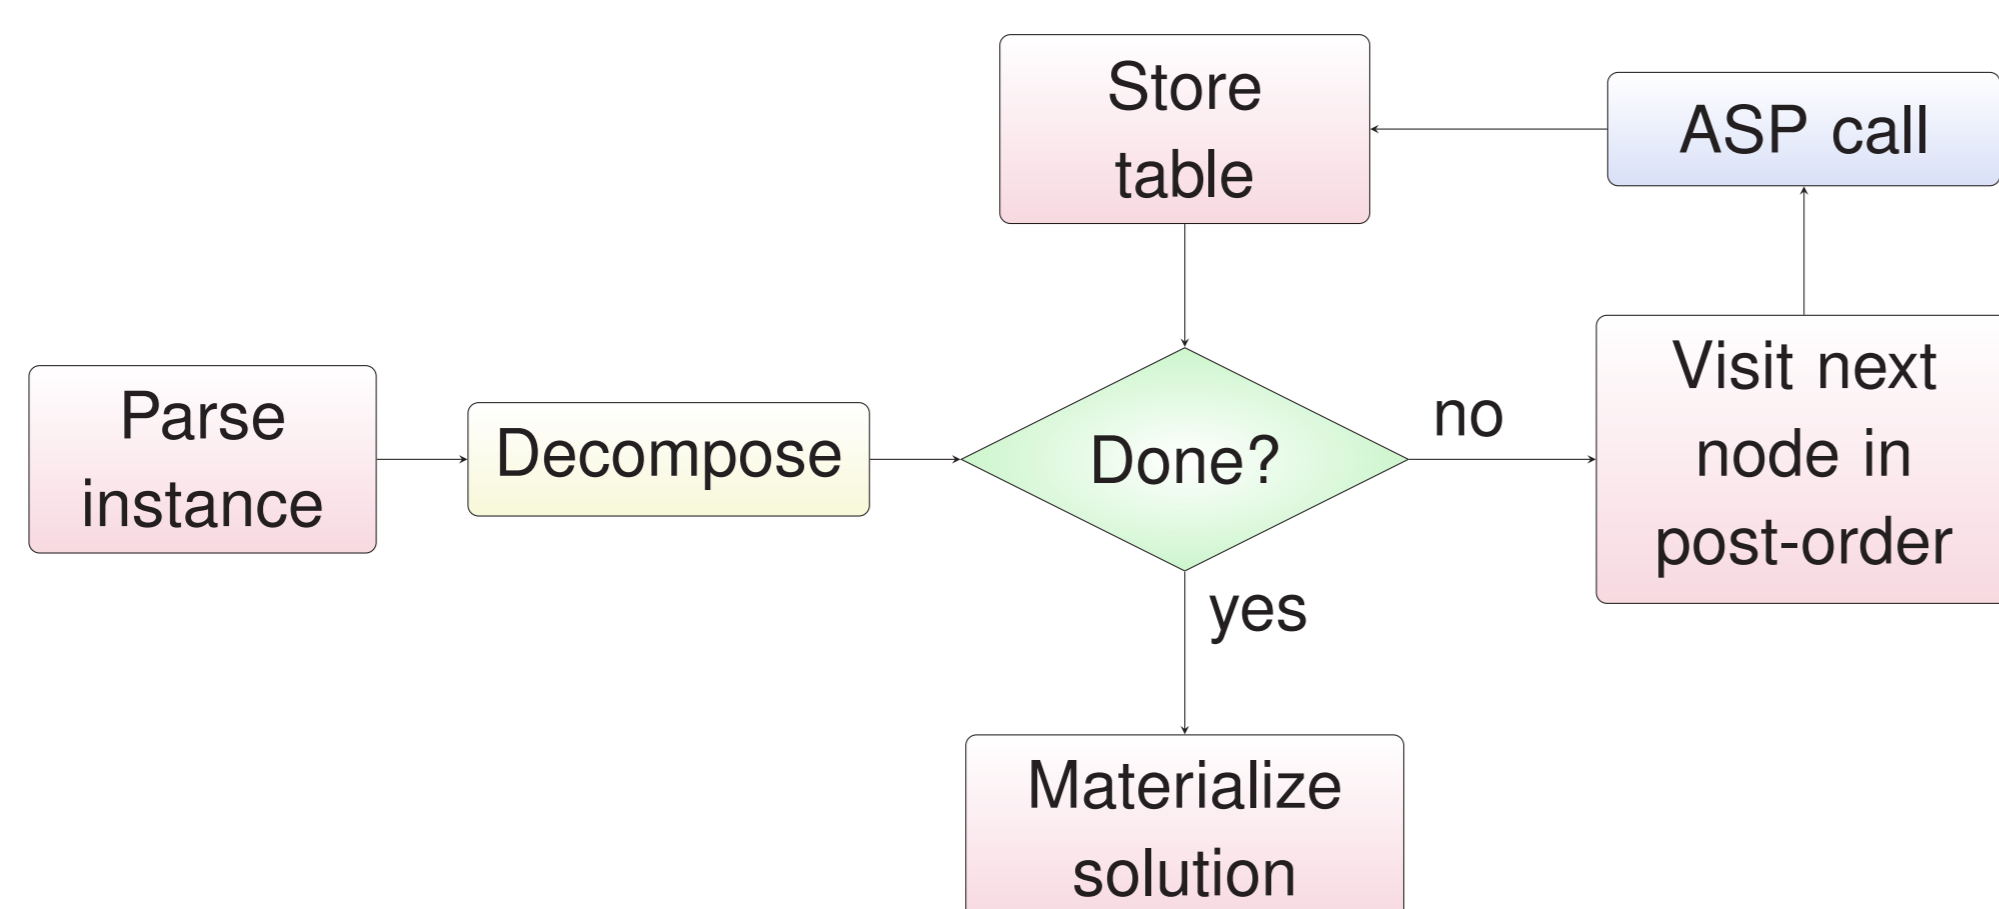 Store
table
ASP call
Parse
instance
Decompose
Done?
no
Visit next
node in
post-order
yes
Materialize
solution